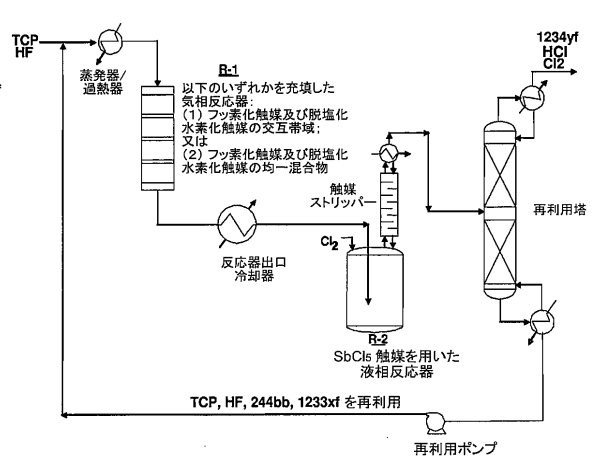 TCP
HF
蒸発器/
過熱器
R-1
以下のいずれかを充填した
気相反応器:
(1) フッ素化触媒及び脱塩化
水素化触媒の交互帯域;
又は
(2) フッ素化触媒及び脱塩化
水素化触媒の均一混合物
反応器出口
冷却器
触媒
ストリッパー
Cl2
R-2
SbCl5 触媒を用いた
液相反応器
1234yf
HCl
Cl2
再利用塔
TCP, HF, 244bb, 1233xf を再利用
再利用ポンプ